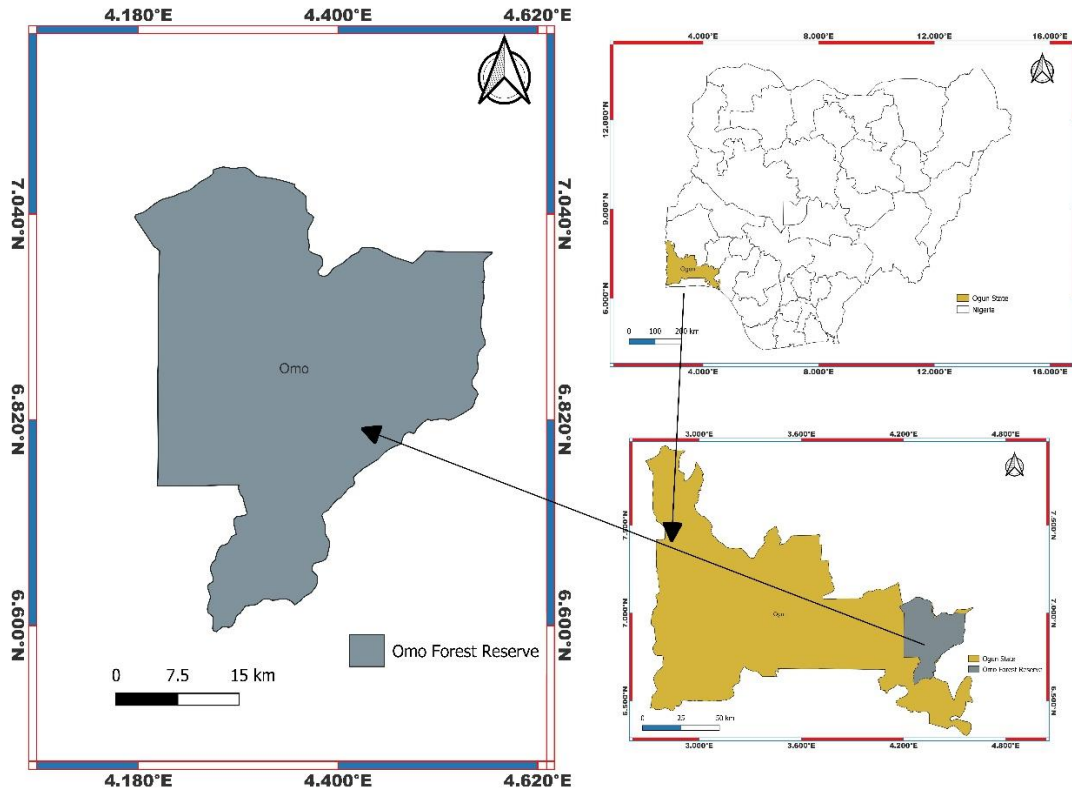 4.180°E 4.400°E 4.620°E
7.040°N 7.040°N
Omo
6.820°N 6.820°N
6.600°N 6.600°N
Omo Forest Reserve
0 7.5 15 km
4.180°E 4.400°E 4.620°E
4.000°E 8.000°E 12.000°E 16.000°E
12.000°N
9.000°N
Ogun
6.000°N
Ogun State
Nigeria
0 100 200 km
4.000°E 8.000°E 12.000°E 16.000°E
3.000°E 3.600°E 4.200°E 4.800°E
7.500°N 7.500°N
7.000°N 7.000°N
Ogun State
Omo Forest Reserve
6.500°N 6.500°N
0 25 50 km
3.000°E 3.600°E 4.200°E 4.800°E